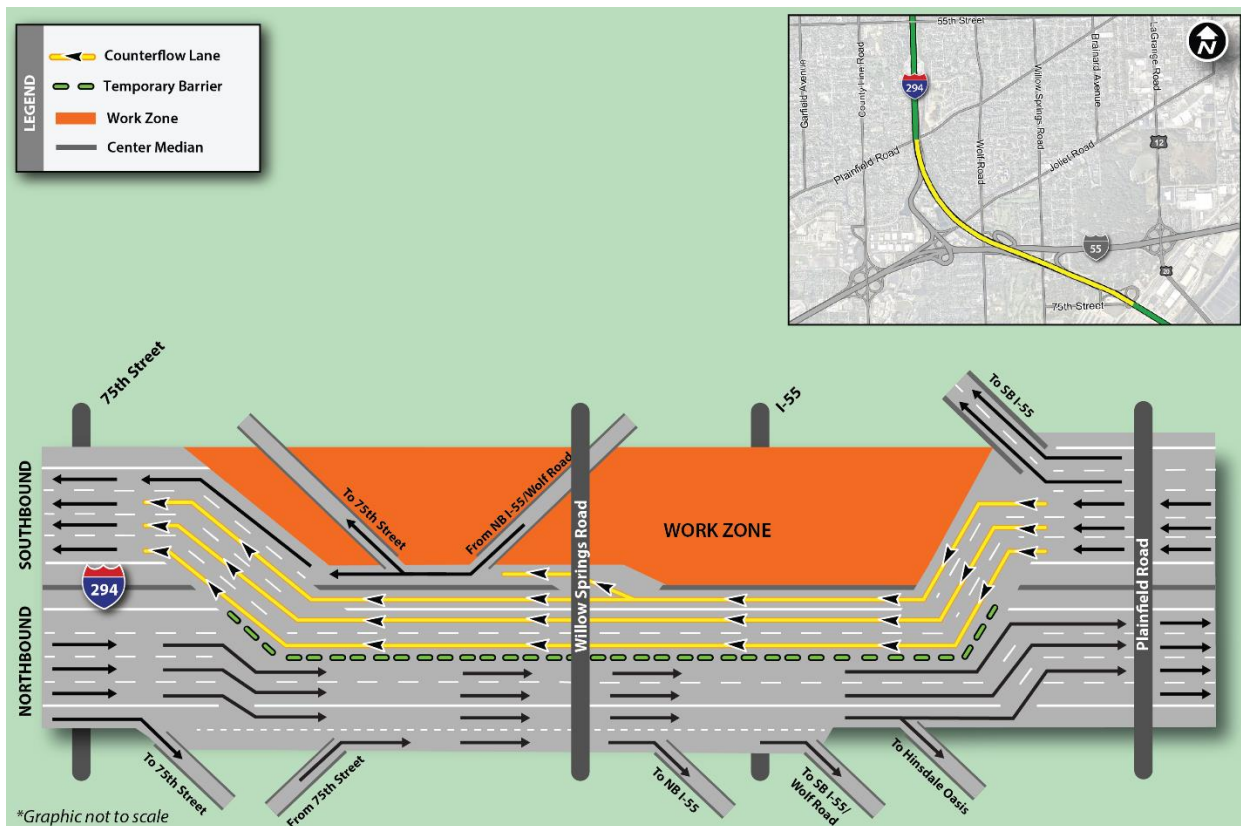 LEGEND
Counterflow Lane
Temporary Barrier
Work Zone
Center Median
55th Street
N
294
Garfield Avenue
County Line Road
Wolf Road
Willow Springs Road
Brainard Avenue
LaGrange Road
Plainfield Road
Joliet Road
12
55
20
75th Street
75th Street
I-55
To SB I-55
SOUTHBOUND
To 75th Street
From NB I-55/Wolf Road
Willow Springs Road
WORK ZONE
Plainfield Road
294
NORTHBOUND
To 75th Street
From 75th Street
To NB I-55
To SB I-55/
Wolf Road
To Hinsdale Oasis
*Graphic not to scale